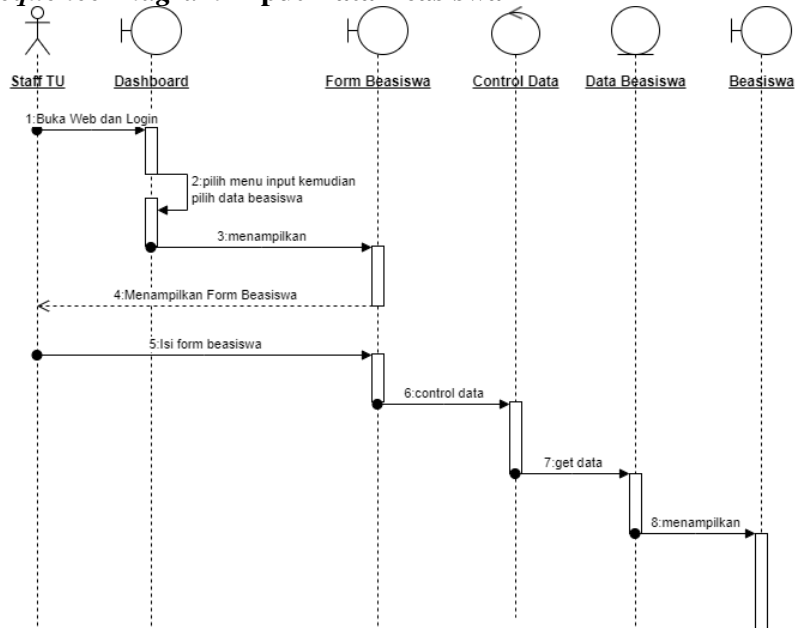 Staff TU
Dashboard
Form Beasiswa
Control Data
Data Beasiswa
Beasiswa
1:Buka Web dan Login
2:pilih menu input kemudian
pilih data beasiswa
3:menampilkan
4:Menampilkan Form Beasiswa
5:Isi form beasiswa
6:control data
7:get data
8:menampilkan